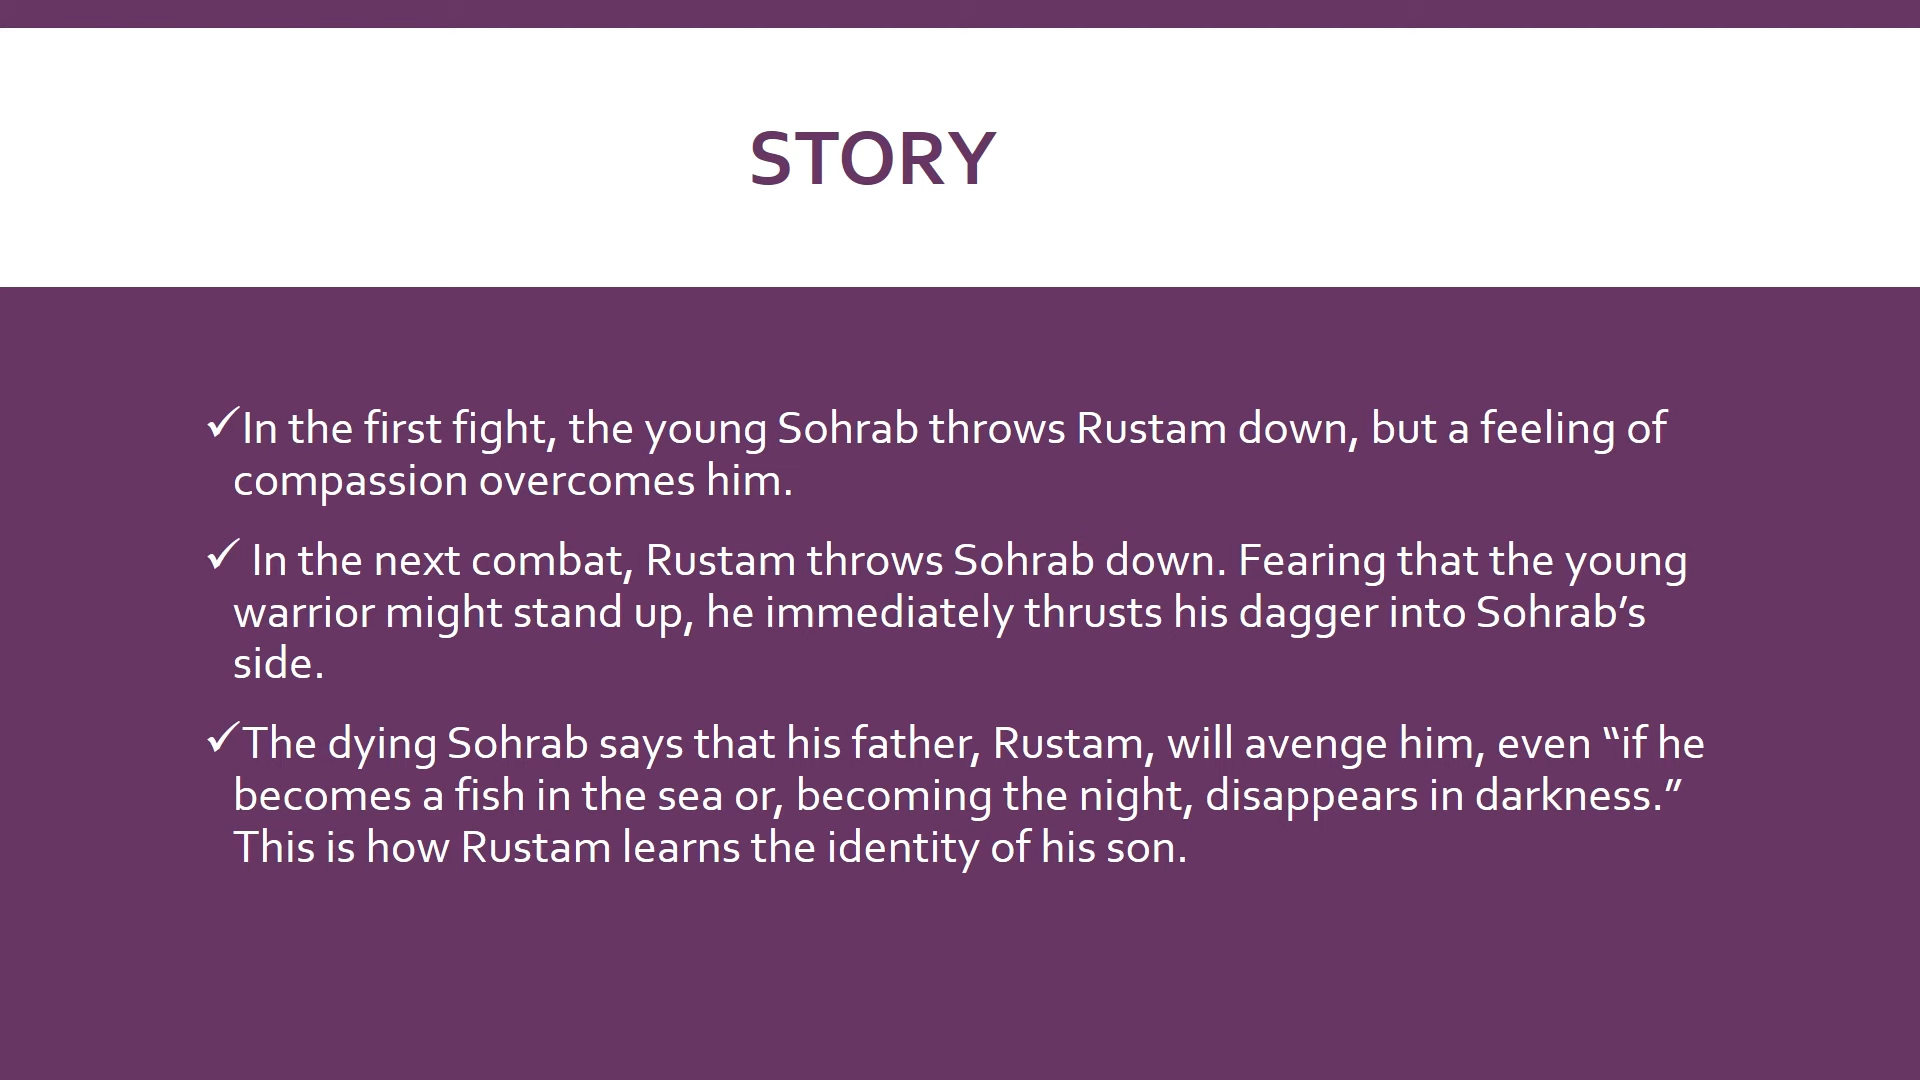 STORY
✓In the first fight, the young Sohrab throws Rustam down, but a feeling of
compassion overcomes him.
✓ In the next combat, Rustam throws Sohrab down. Fearing that the young
warrior might stand up, he immediately thrusts his dagger into Sohrab’s
side.
✓The dying Sohrab says that his father, Rustam, will avenge him, even “if he
becomes a fish in the sea or, becoming the night, disappears in darkness.”
This is how Rustam learns the identity of his son.